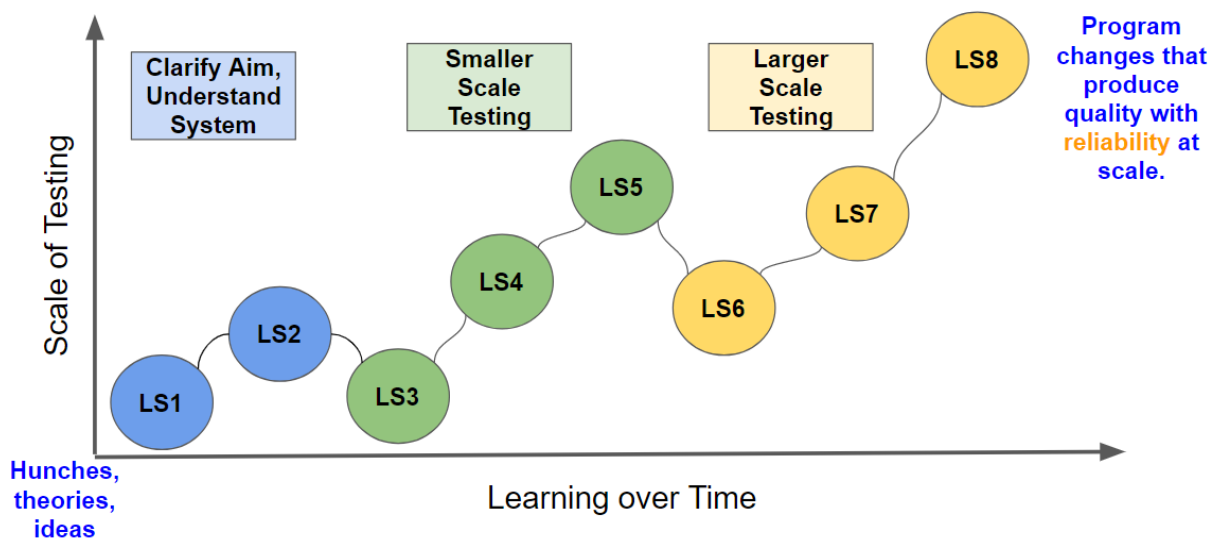 Clarify Aim,
Understand
System
Smaller
Scale
Testing
Larger
Scale
Testing
Program
changes that
produce
quality with
reliability at
scale.
LS1
LS2
LS3
LS4
LS5
LS6
LS7
LS8
Scale of Testing
Hunches,
theories,
ideas
Learning over Time